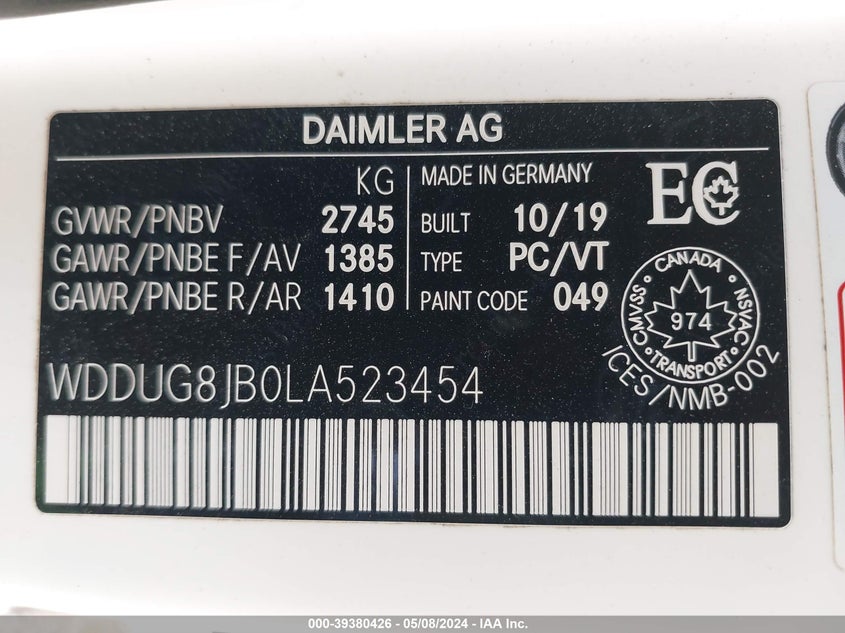 DAIMLER AG
KG
GVWR/PNBV 2745
GAWR/PNBE F/AV 1385
GAWR/PNBE R/AR 1410
MADE IN GERMANY
BUILT 10/19
TYPE PC/VT
PAINT CODE 049
EC
CANADA
CMVSS 974 NSVAC
TRANSPORT
ICES/NMB-002
WDDUG8JB0LA523454
000-39380426 - 05/08/2024 - IAA Inc.